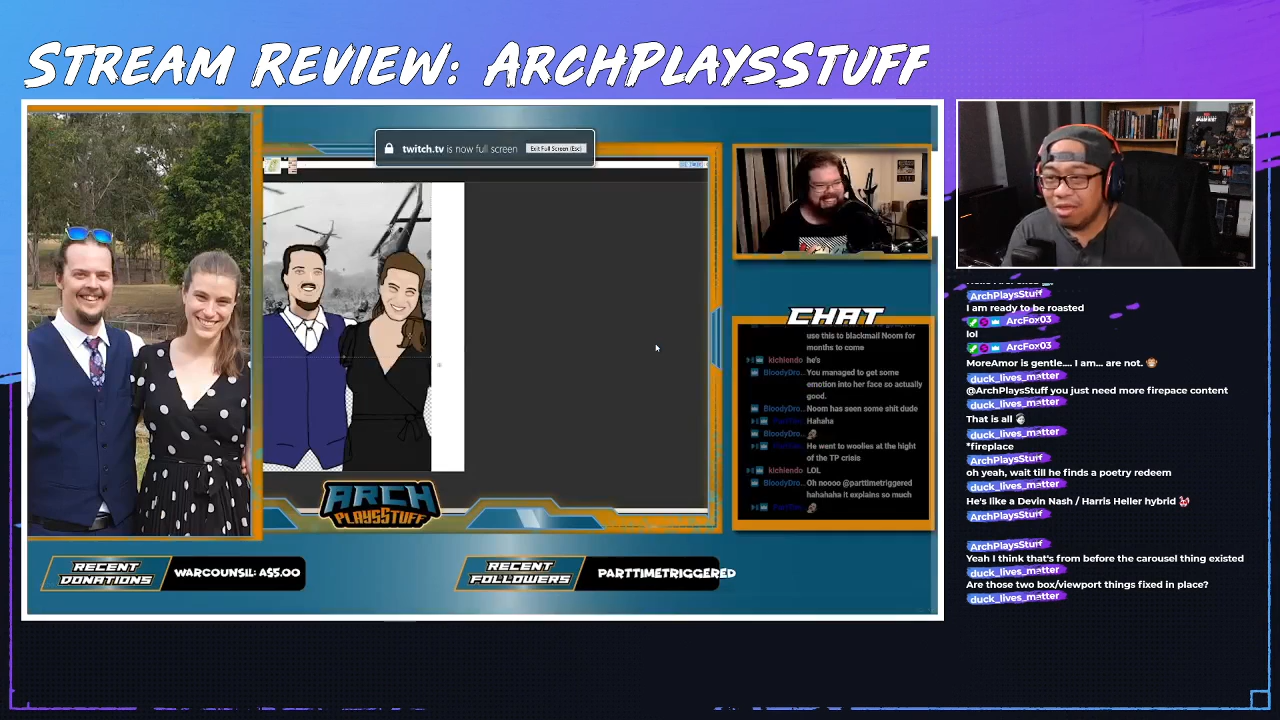 STREAM REVIEW: ARCHPLAYSSTUFF
twitch.tv is now full screen
Exit Full Screen (Esc)
CHAT
use this to blackmail Noom for
months to come
kichiendo he's
BloodyDro... You managed to get some
emotion into her face so actually
good.
BloodyDro... Noom has seen some shit dude
Hahaha
BloodyDro...
He went to woolies at the hight
of the TP crisis
kichiendo LOL
BloodyDro... Oh noooo @parttimetriggered
hahahaha it explains so much
ARCH
PLAYSSTUFF
RECENT
DONATIONS
WARCOUNSIL: A$5.00
RECENT
FOLLOWERS
PARTTIMETRIGGERED
ArchPlaysStuff
I am ready to be roasted
ArcFox03
lol
ArcFox03
MoreAmor is gentle.... I am... are not.
duck_lives_matter
@ArchPlaysStuff you just need more firepace content
duck_lives_matter
That is all
duck_lives_matter
*fireplace
ArchPlaysStuff
oh yeah, wait till he finds a poetry redeem
duck_lives_matter
He's like a Devin Nash / Harris Heller hybrid
ArchPlaysStuff
ArchPlaysStuff
Yeah I think that's from before the carousel thing existed
duck_lives_matter
Are those two box/viewport things fixed in place?
duck_lives_matter